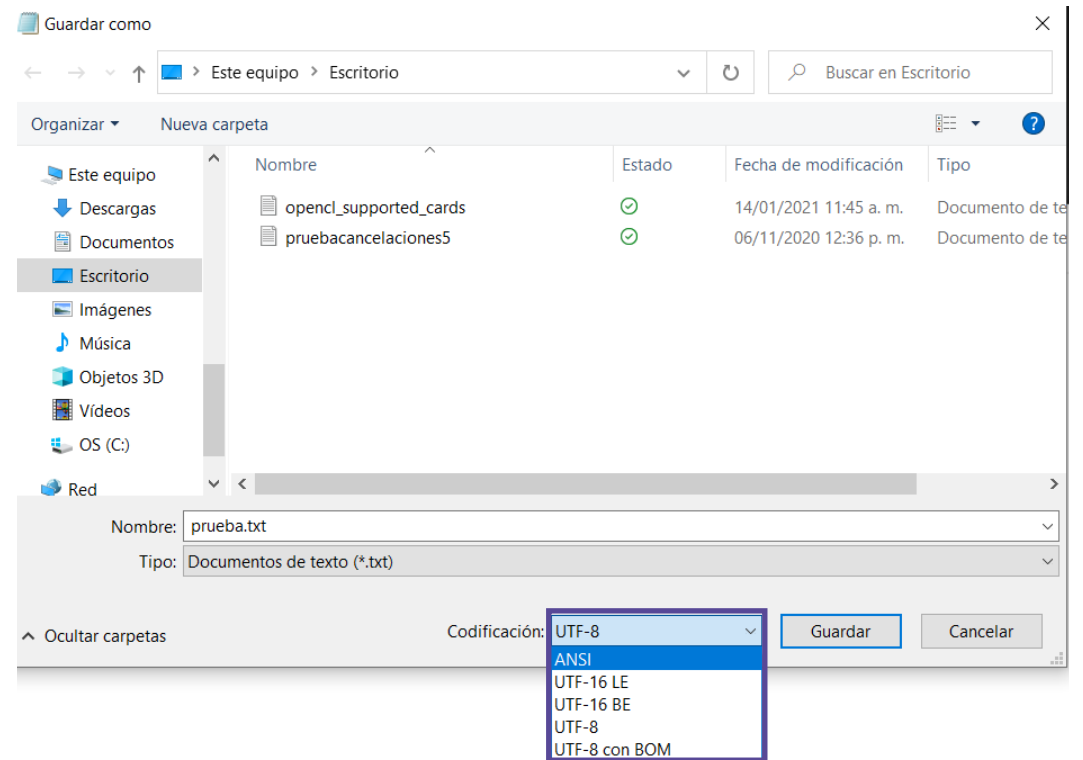 Guardar como
Este equipo > Escritorio
Buscar en Escritorio
Organizar
Nueva carpeta
?
Nombre
Estado
Fecha de modificación
Tipo
Este equipo
Descargas
Documentos
Escritorio
Imágenes
Música
Objetos 3D
Vídeos
OS (C:)
Red
opencl_supported_cards
14/01/2021 11:45 a. m.
Documento de te
pruebacancelaciones5
06/11/2020 12:36 p. m.
Documento de te
Nombre: prueba.txt
Tipo: Documentos de texto (*.txt)
Ocultar carpetas
Codificación: UTF-8
Guardar
Cancelar
ANSI
UTF-16 LE
UTF-16 BE
UTF-8
UTF-8 con BOM